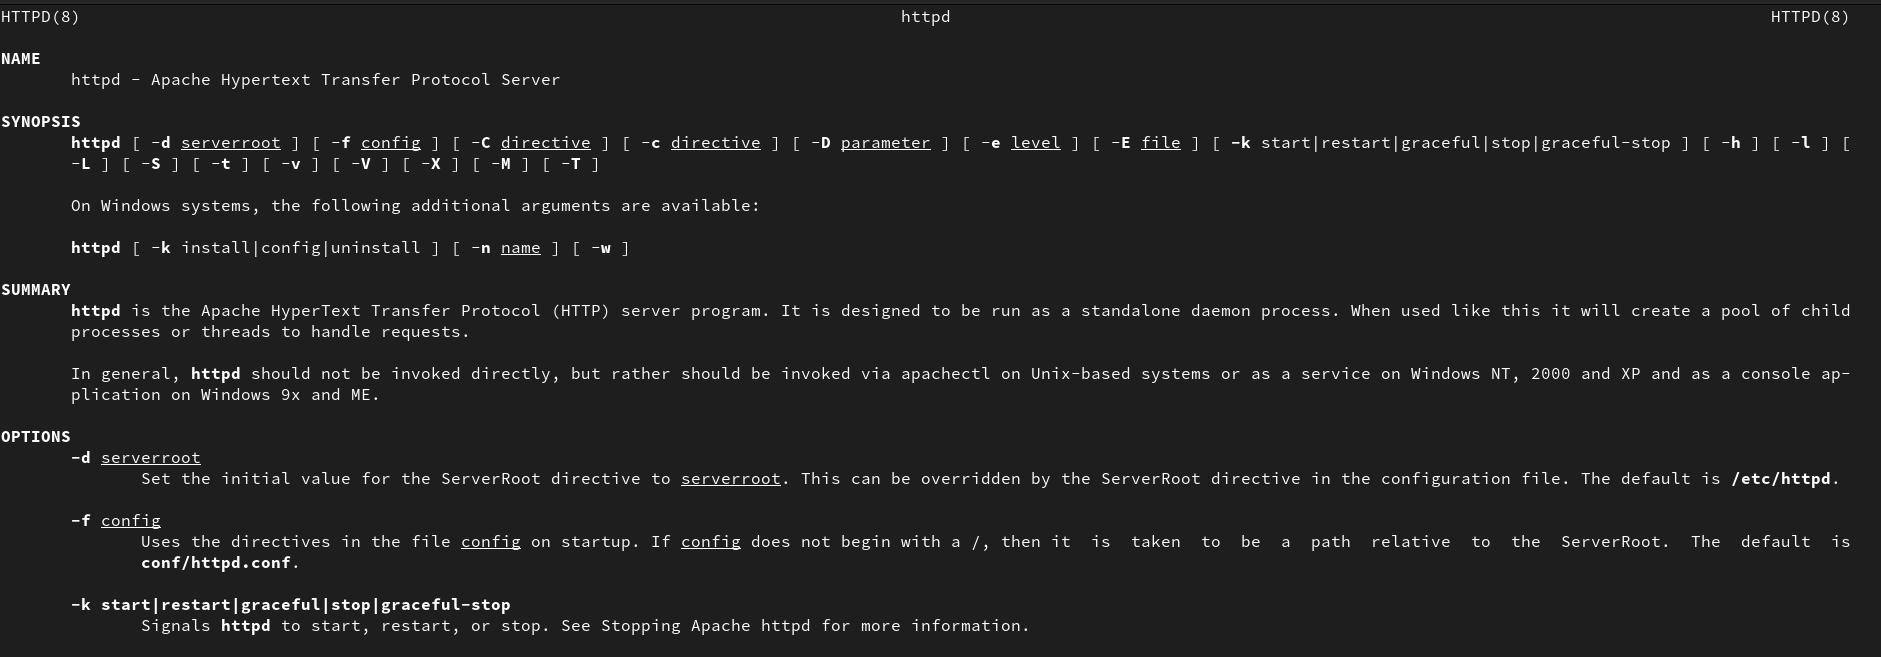 HTTPD(8) httpd HTTPD(8)
NAME
httpd - Apache Hypertext Transfer Protocol Server
SYNOPSIS
httpd [ -d serverroot ] [ -f config ] [ -C directive ] [ -c directive ] [ -D parameter ] [ -e level ] [ -E file ] [ -k start|restart|graceful|stop|graceful-stop ] [ -h ] [ -l ] [
-L ] [ -S ] [ -t ] [ -v ] [ -V ] [ -X ] [ -M ] [ -T ]
On Windows systems, the following additional arguments are available:
httpd [ -k install|config|uninstall ] [ -n name ] [ -w ]
SUMMARY
httpd is the Apache HyperText Transfer Protocol (HTTP) server program. It is designed to be run as a standalone daemon process. When used like this it will create a pool of child
processes or threads to handle requests.
In general, httpd should not be invoked directly, but rather should be invoked via apachectl on Unix-based systems or as a service on Windows NT, 2000 and XP and as a console ap-
plication on Windows 9x and ME.
OPTIONS
-d serverroot
Set the initial value for the ServerRoot directive to serverroot. This can be overridden by the ServerRoot directive in the configuration file. The default is /etc/httpd.
-f config
Uses the directives in the file config on startup. If config does not begin with a /, then it is taken to be a path relative to the ServerRoot. The default is
conf/httpd.conf.
-k start|restart|graceful|stop|graceful-stop
Signals httpd to start, restart, or stop. See Stopping Apache httpd for more information.